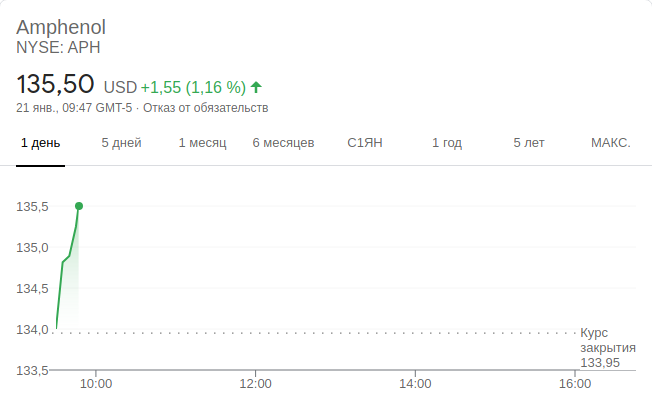 Amphenol
NYSE: APH
135,50 USD +1,55 (1,16 %)
21 янв., 09:47 GMT-5 · Отказ от обязательств
1 день 5 дней 1 месяц 6 месяцев С1ЯН 1 год 5 лет МАКС.
135,5
135,0
134,5
134,0
Курс
закрытия
133,95
133,5
10:00 12:00 14:00 16:00